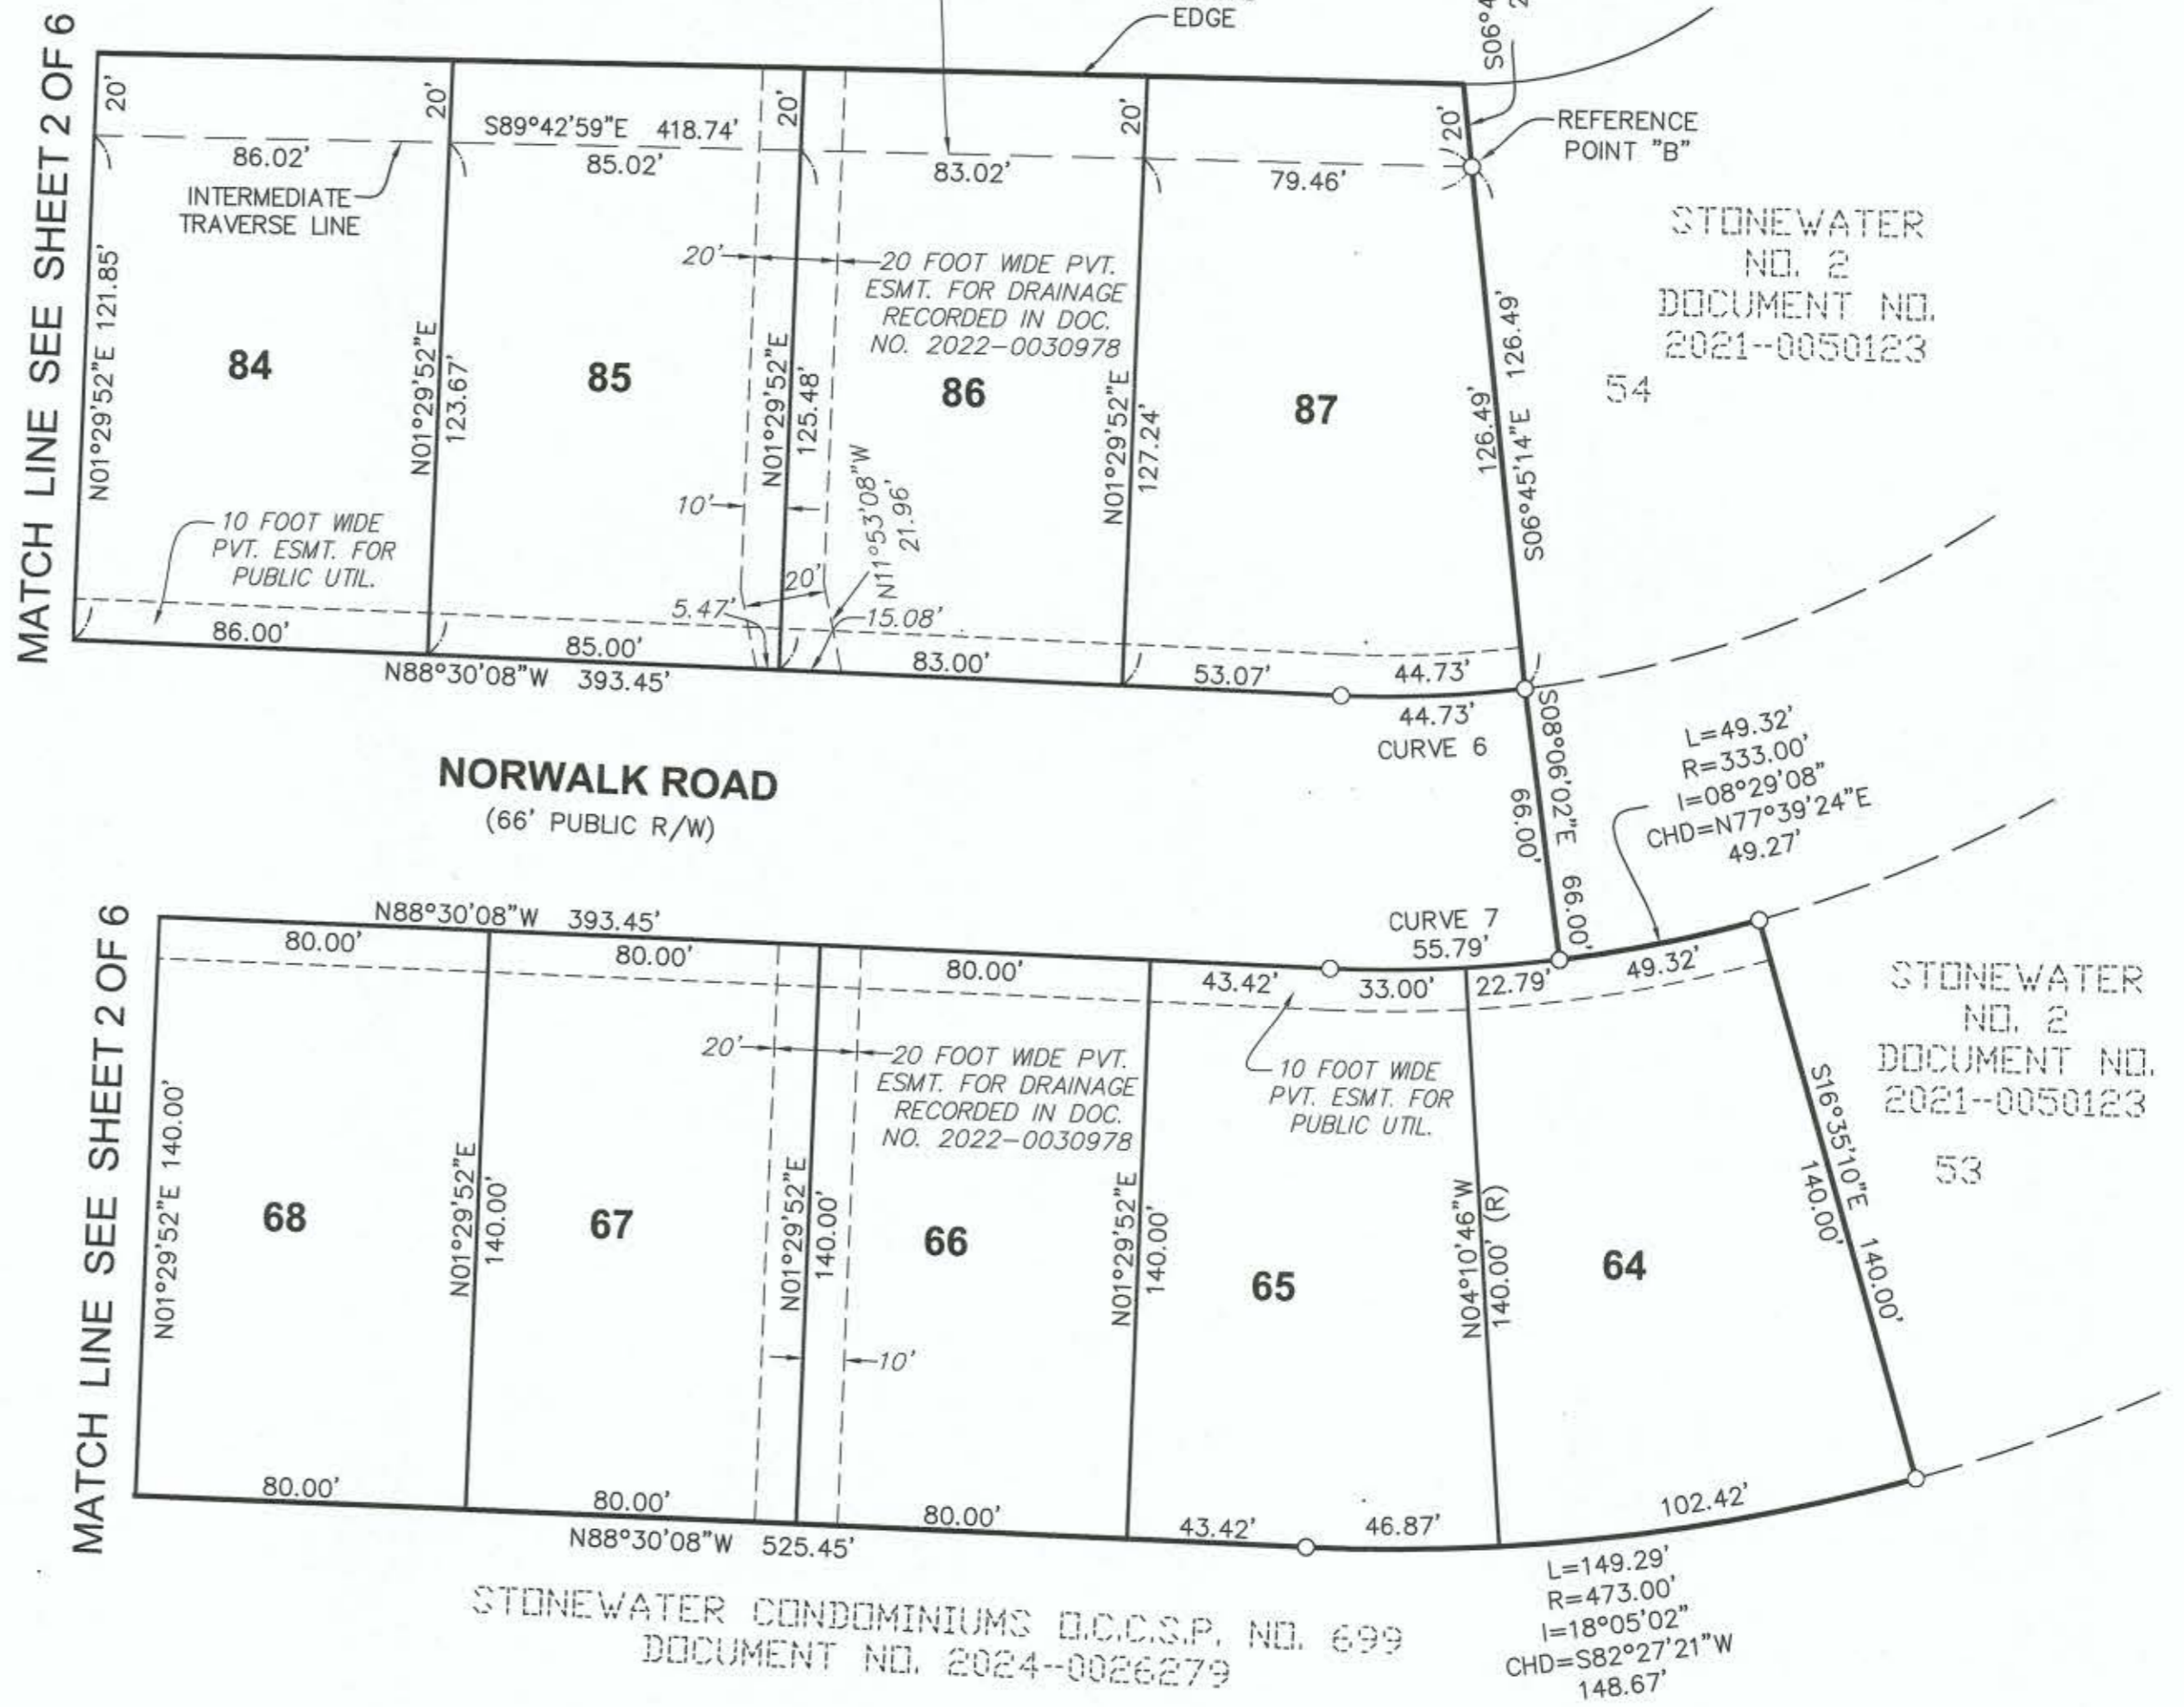 EDGE
S06°4
2
MATCH LINE SEE SHEET 2 OF 6
20'
20'
20'
20'
20'
S89°42'59"E 418.74'
86.02'
85.02'
83.02'
79.46'
REFERENCE
POINT "B"
INTERMEDIATE
TRAVERSE LINE
STONEWATER
NO. 2
DOCUMENT NO.
2021--0050123
54
20'
20 FOOT WIDE PVT.
ESMT. FOR DRAINAGE
RECORDED IN DOC.
NO. 2022-0030978
N01°29'52"E 121.85'
84
N01°29'52"E
123.67'
85
N01°29'52"E
125.48'
86
N01°29'52"E
127.24'
87
126.49'
S06°45'14"E 126.49'
10'
N11°53'08"W
21.96'
10 FOOT WIDE
PVT. ESMT. FOR
PUBLIC UTIL.
20'
5.47'
15.08'
86.00'
85.00'
83.00'
53.07'
44.73'
N88°30'08"W 393.45'
44.73'
CURVE 6
S08°06'02"E 66.00'
66.00'
L=49.32'
R=333.00'
I=08°29'08"
CHD=N77°39'24"E
49.27'
NORWALK ROAD
(66' PUBLIC R/W)
MATCH LINE SEE SHEET 2 OF 6
N88°30'08"W 393.45'
80.00'
80.00'
80.00'
43.42'
CURVE 7
55.79'
33.00'
22.79'
49.32'
STONEWATER
NO. 2
DOCUMENT NO.
2021--0050123
53
20'
20 FOOT WIDE PVT.
ESMT. FOR DRAINAGE
RECORDED IN DOC.
NO. 2022-0030978
10 FOOT WIDE
PVT. ESMT. FOR
PUBLIC UTIL.
N01°29'52"E 140.00'
68
N01°29'52"E
140.00'
67
N01°29'52"E
140.00'
66
N01°29'52"E
140.00'
65
N04°10'46"W
140.00' (R)
64
S16°35'10"E 140.00'
140.00'
10'
80.00'
80.00'
80.00'
43.42'
46.87'
102.42'
N88°30'08"W 525.45'
L=149.29'
R=473.00'
I=18°05'02"
CHD=S82°27'21"W
148.67'
STONEWATER CONDOMINIUMS O.C.C.S.P. NO. 699
DOCUMENT NO. 2024--0026279